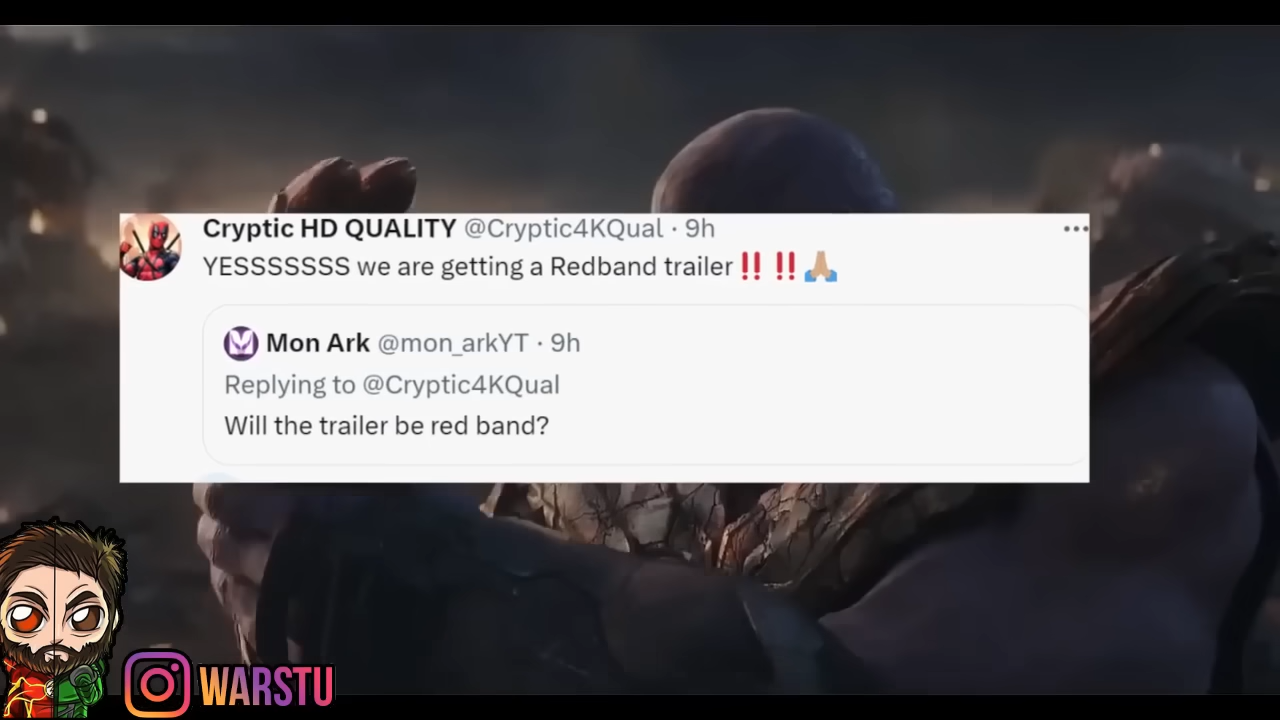 Cryptic HD QUALITY @Cryptic4KQual · 9h
YESSSSSSS we are getting a Redband trailer‼️ ‼️🙏🏼
Mon Ark @mon_arkYT · 9h
Replying to @Cryptic4KQual
Will the trailer be red band?
WARSTU